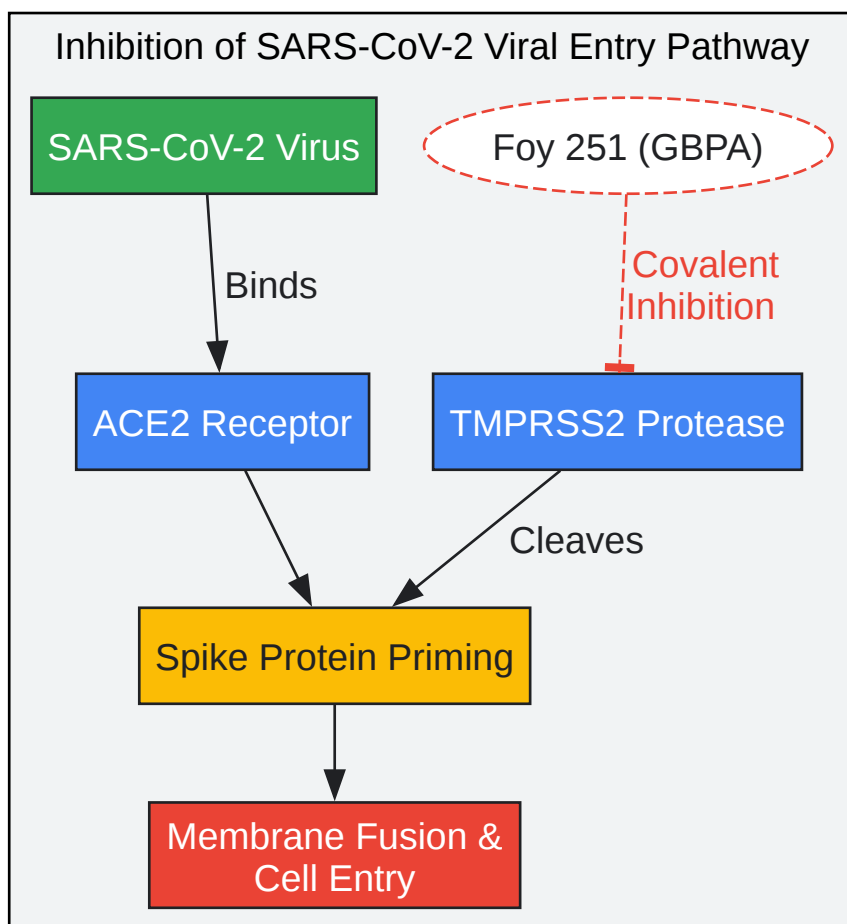 Inhibition of SARS-CoV-2 Viral Entry Pathway
SARS-CoV-2 Virus
Foy 251 (GBPA)
Binds
Covalent
Inhibition
ACE2 Receptor
TMPRSS2 Protease
Cleaves
Spike Protein Priming
Membrane Fusion &
Cell Entry